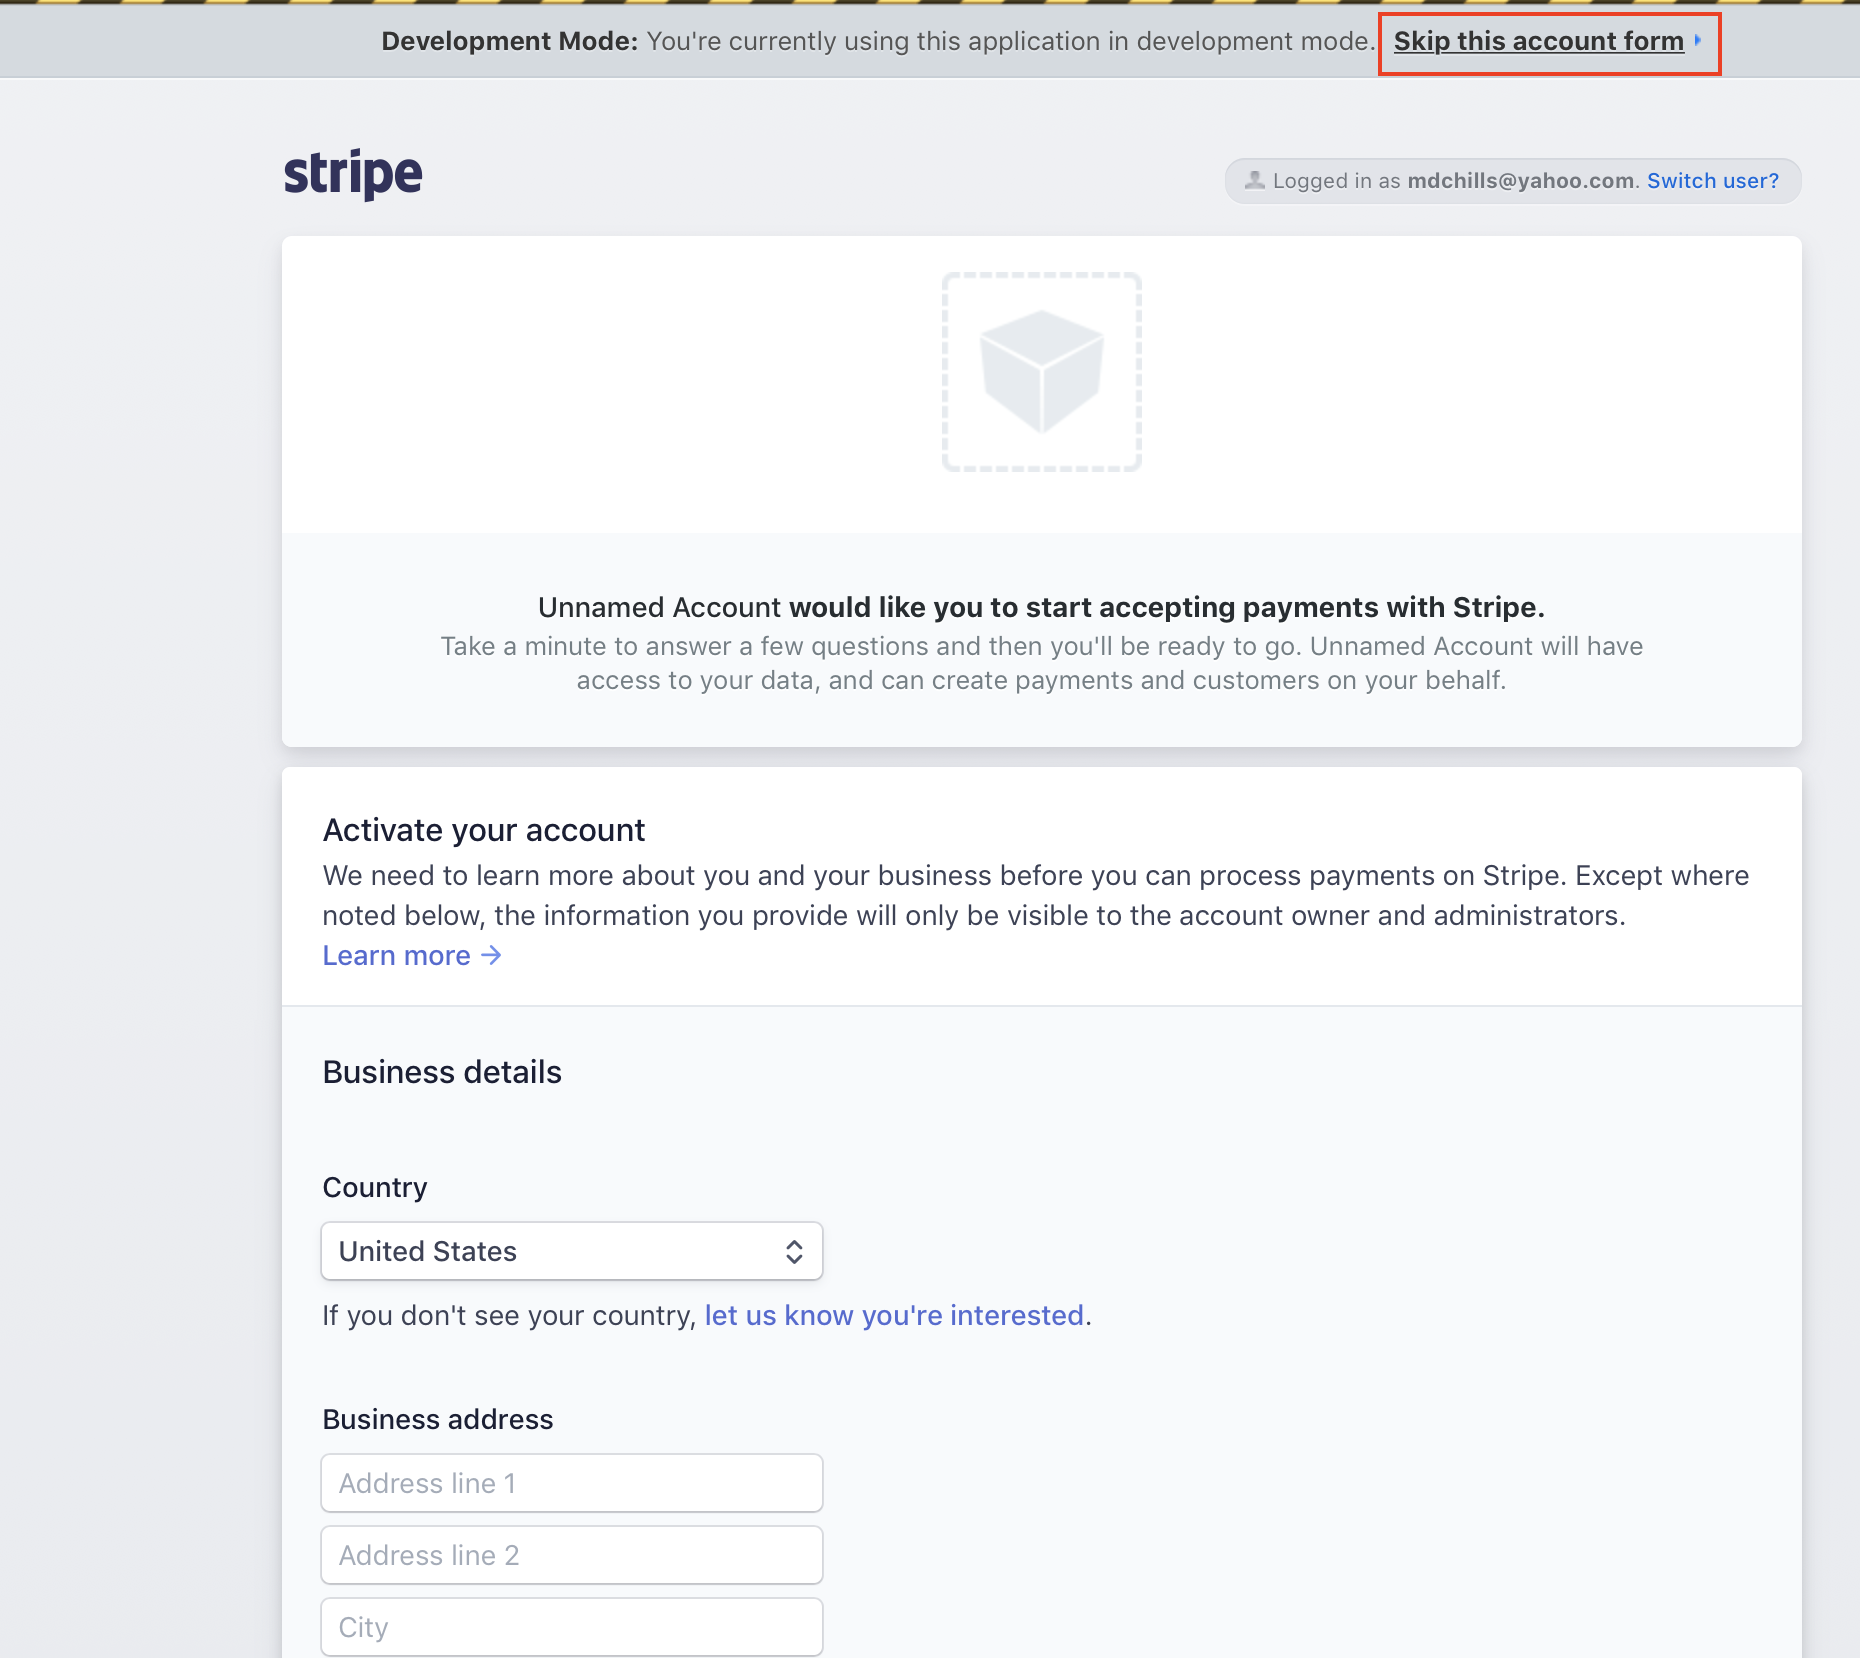 Development Mode: You're currently using this application in development mode. Skip this account form
stripe
Logged in as mdchills@yahoo.com. Switch user?
Unnamed Account would like you to start accepting payments with Stripe.
Take a minute to answer a few questions and then you'll be ready to go. Unnamed Account will have
access to your data, and can create payments and customers on your behalf.
Activate your account
We need to learn more about you and your business before you can process payments on Stripe. Except where
noted below, the information you provide will only be visible to the account owner and administrators.
Learn more →
Business details
Country
United States
If you don't see your country, let us know you're interested.
Business address
Address line 1
Address line 2
City